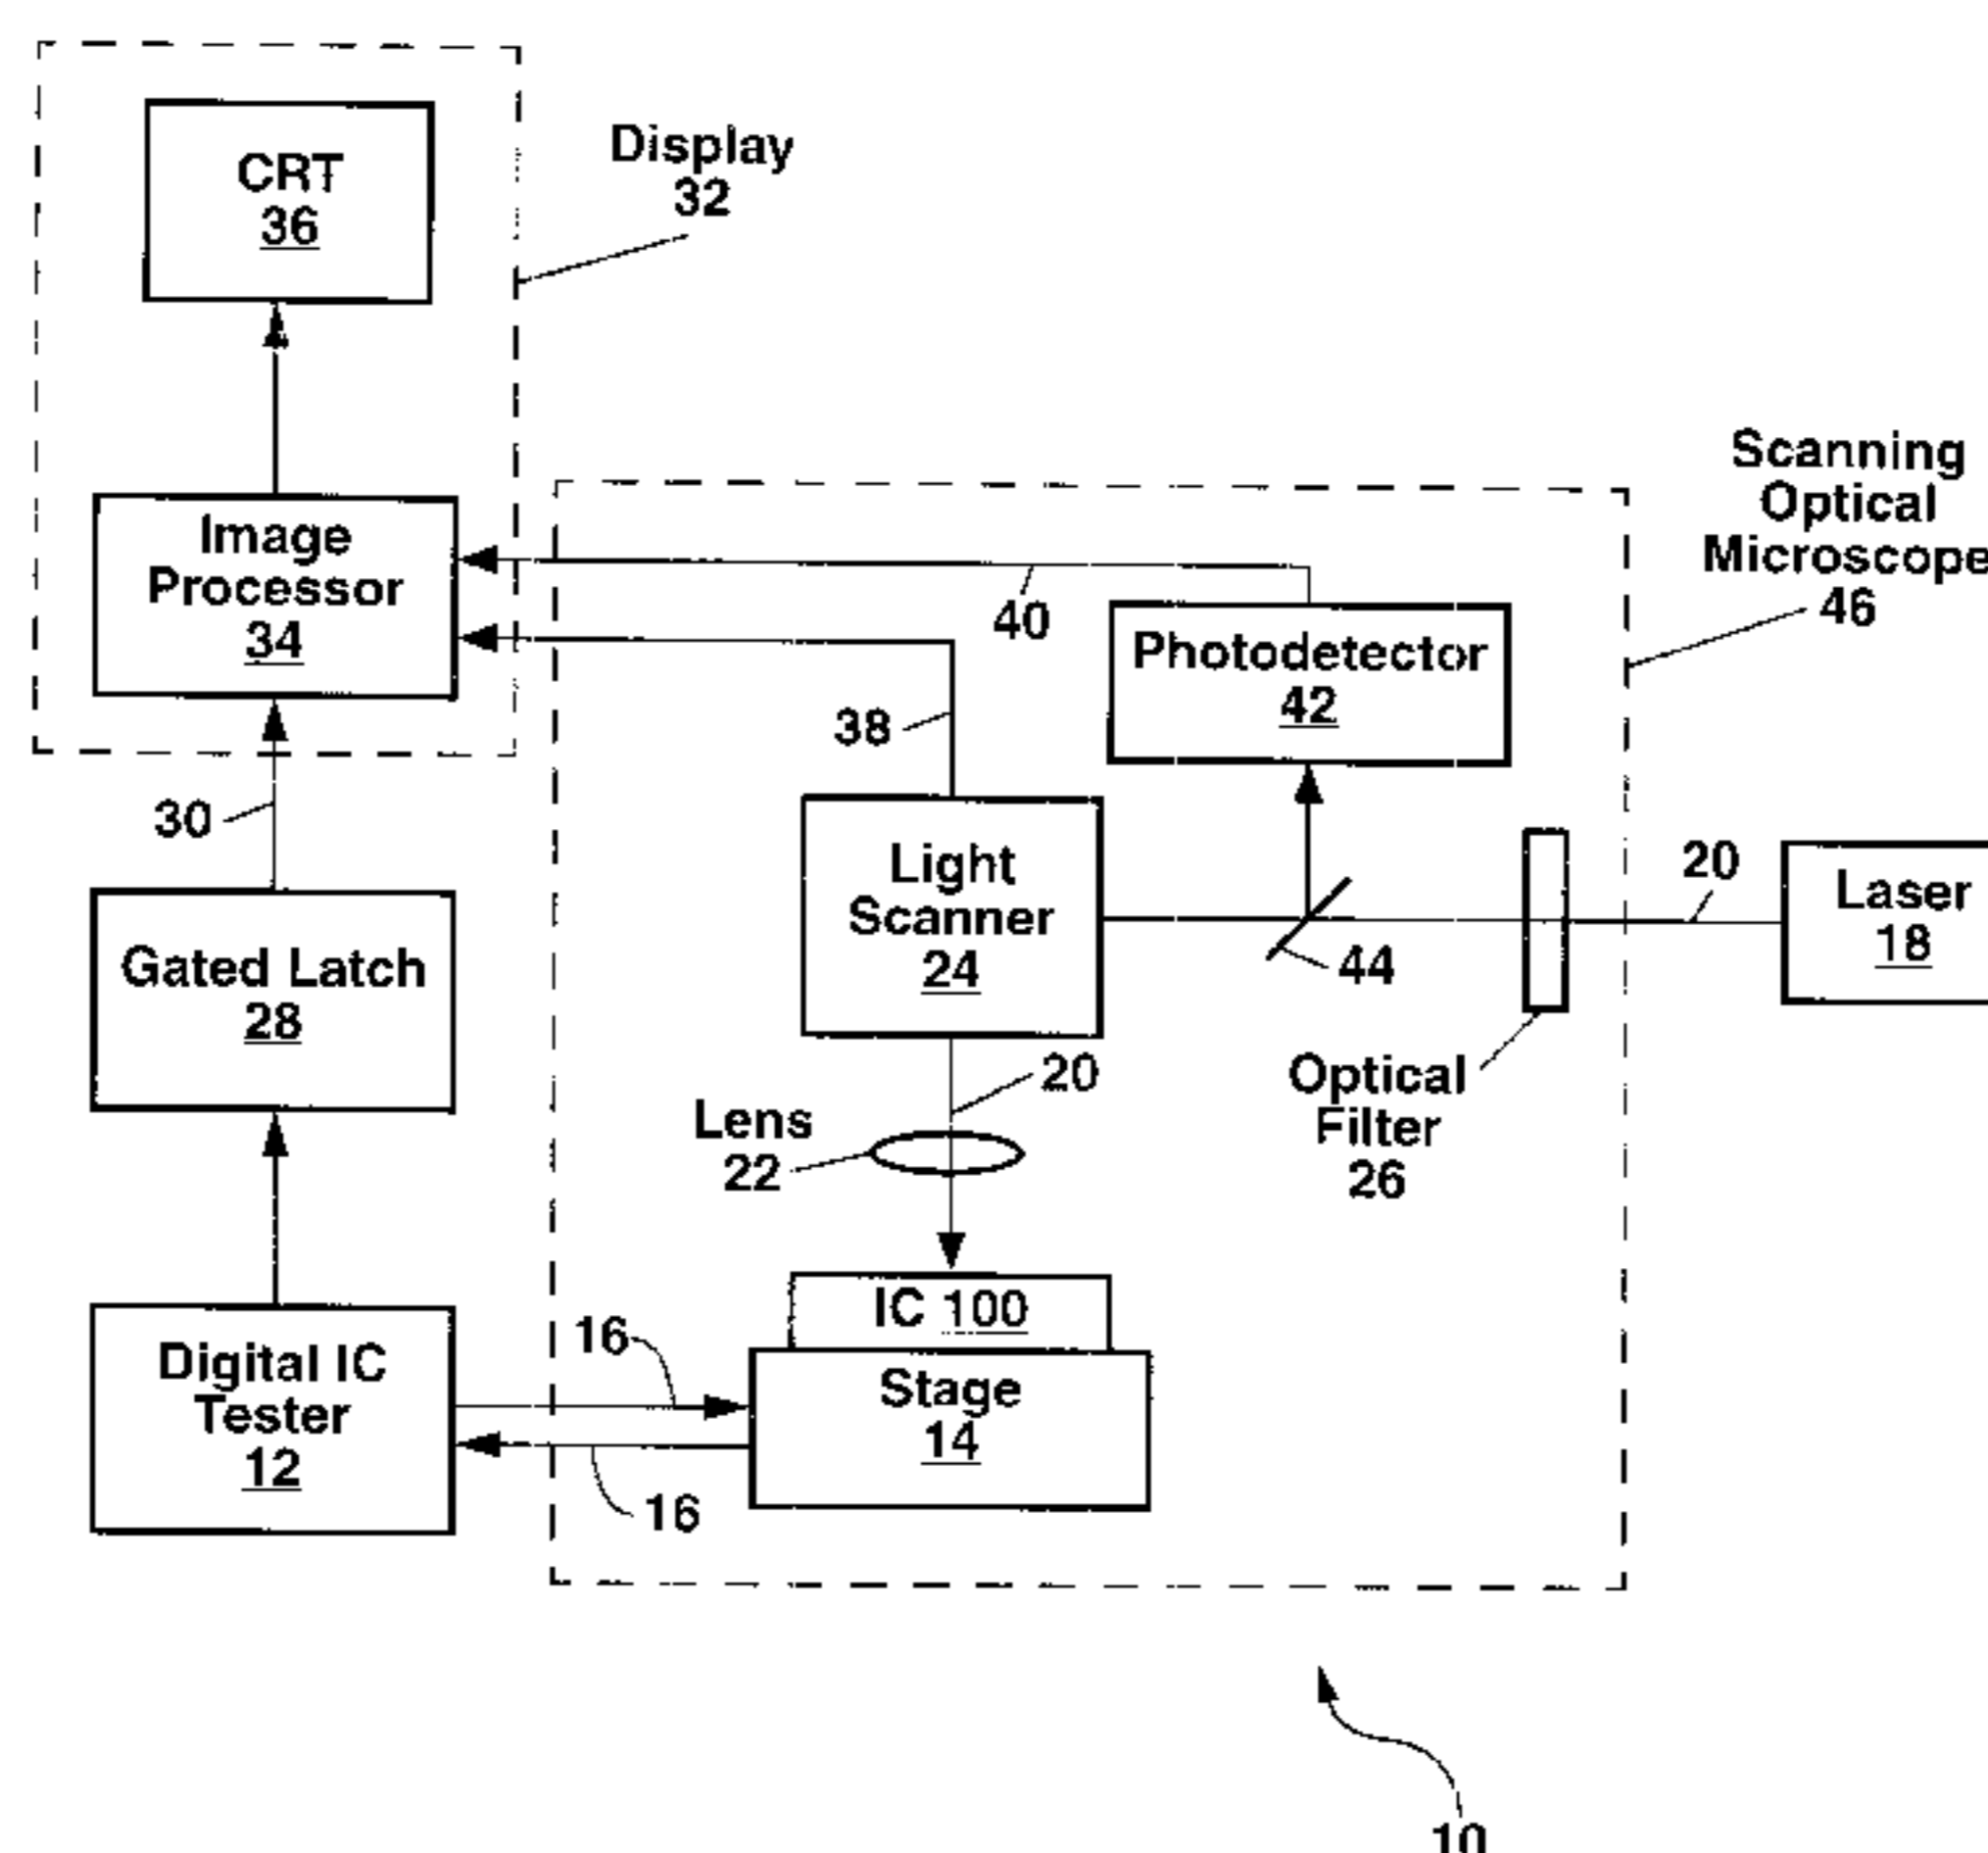 CRT
36
Display
32
Image
Processor
34
Scanning
Optical
Microscope
46
40
Photodetector
42
38
30
Light
Scanner
24
20
Laser
18
44
Gated Latch
28
20
Optical
Filter
26
Lens
22
IC 100
16
Stage
14
Digital IC
Tester
12
16
10